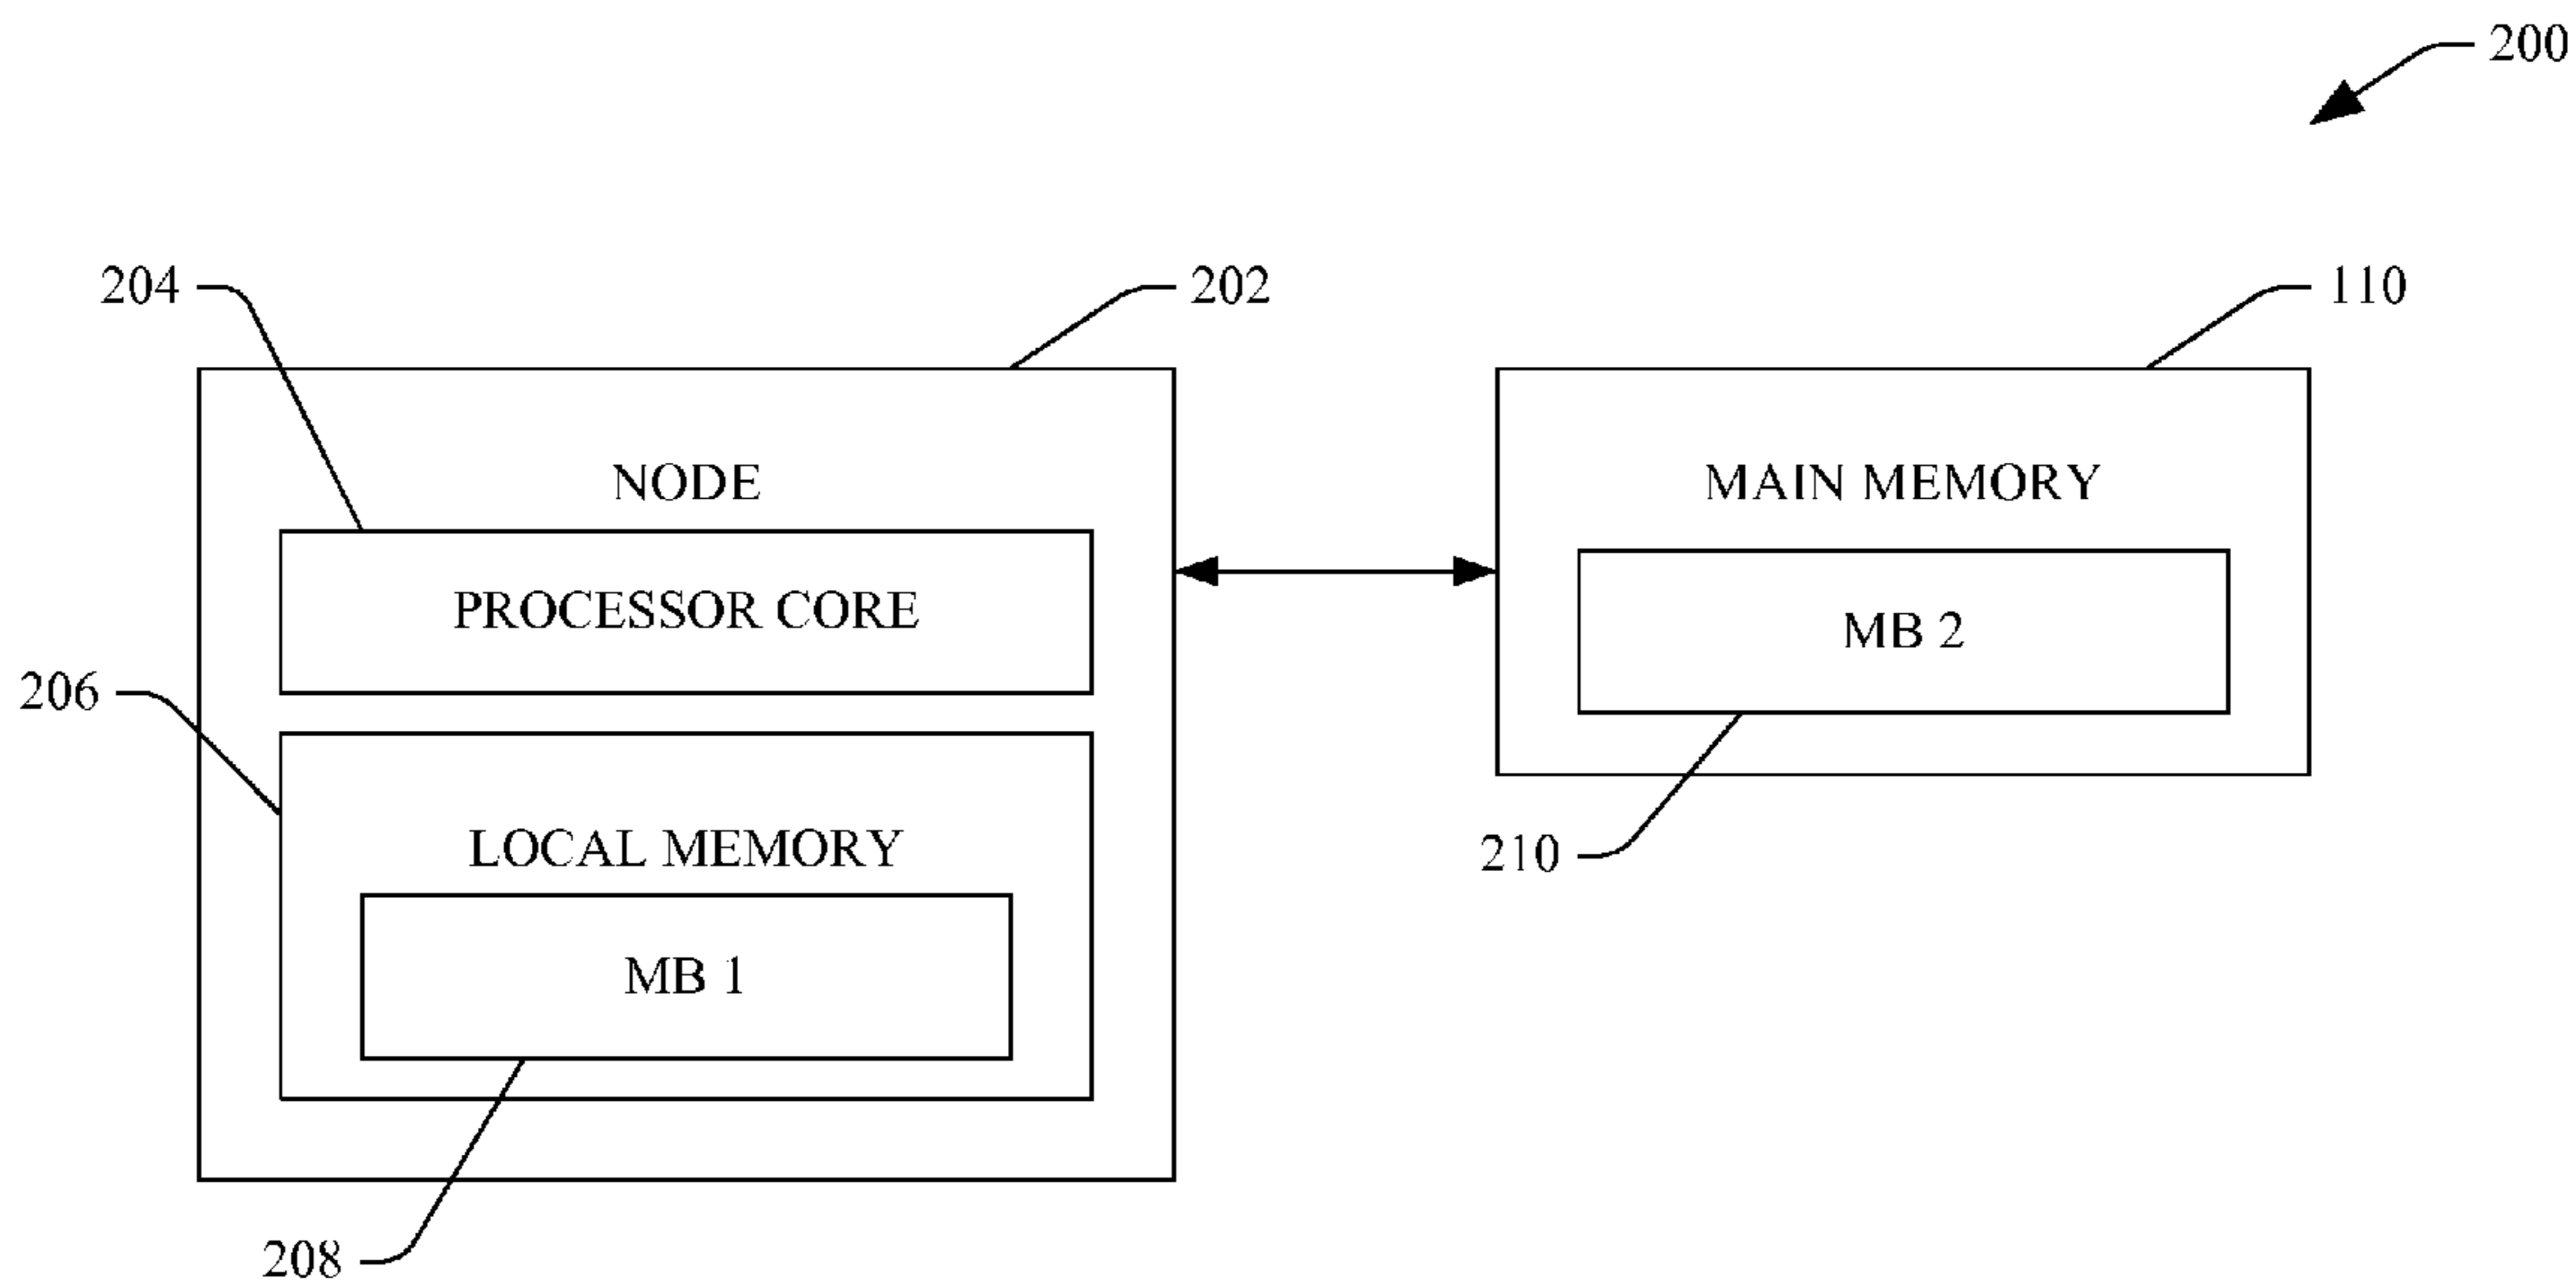 200
204
202
110
NODE
MAIN MEMORY
PROCESSOR CORE
MB 2
206
LOCAL MEMORY
210
MB 1
208